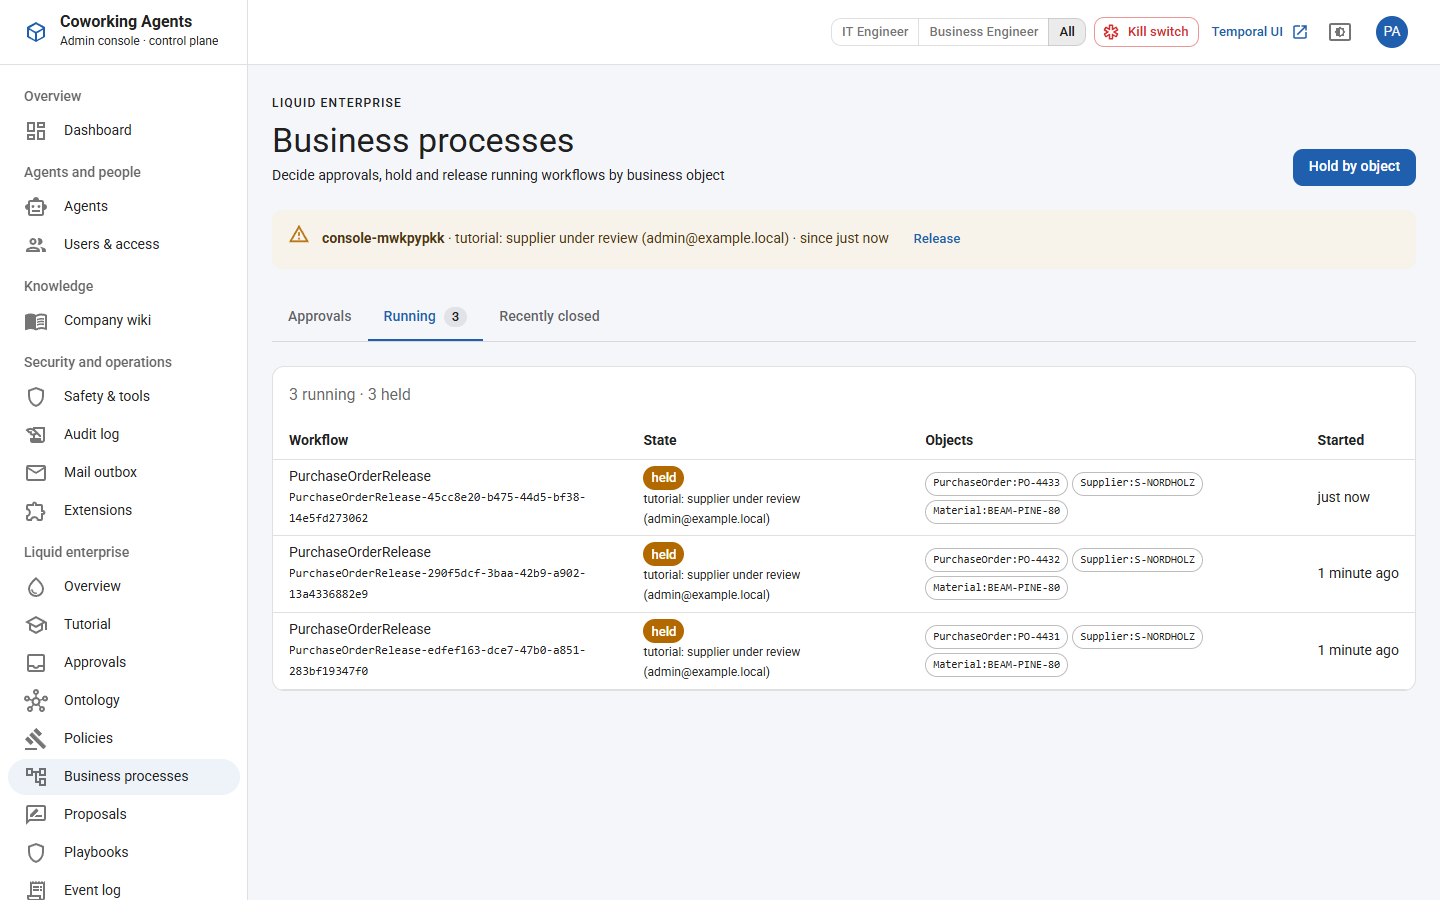 Coworking Agents
Admin console · control plane
IT Engineer
Business Engineer
All
Kill switch
Temporal UI
PA
Overview
Dashboard
Agents and people
Agents
Users & access
Knowledge
Company wiki
Security and operations
Safety & tools
Audit log
Mail outbox
Extensions
Liquid enterprise
Overview
Tutorial
Approvals
Ontology
Policies
Business processes
Proposals
Playbooks
Event log
LIQUID ENTERPRISE
Business processes
Decide approvals, hold and release running workflows by business object
Hold by object
console-mwkpypkk · tutorial: supplier under review (admin@example.local) · since just now
Release
Approvals
Running 3
Recently closed
3 running · 3 held
Workflow State Objects Started
PurchaseOrderRelease
PurchaseOrderRelease-45cc8e20-b475-44d5-bf38-
14e5fd273062
held
tutorial: supplier under review
(admin@example.local)
PurchaseOrder:PO-4433 Supplier:S-NORDHOLZ
Material:BEAM-PINE-80
just now
PurchaseOrderRelease
PurchaseOrderRelease-290f5dcf-3baa-42b9-a902-
13a4336882e9
held
tutorial: supplier under review
(admin@example.local)
PurchaseOrder:PO-4432 Supplier:S-NORDHOLZ
Material:BEAM-PINE-80
1 minute ago
PurchaseOrderRelease
PurchaseOrderRelease-edfef163-dce7-47b0-a851-
283bf19347f0
held
tutorial: supplier under review
(admin@example.local)
PurchaseOrder:PO-4431 Supplier:S-NORDHOLZ
Material:BEAM-PINE-80
1 minute ago